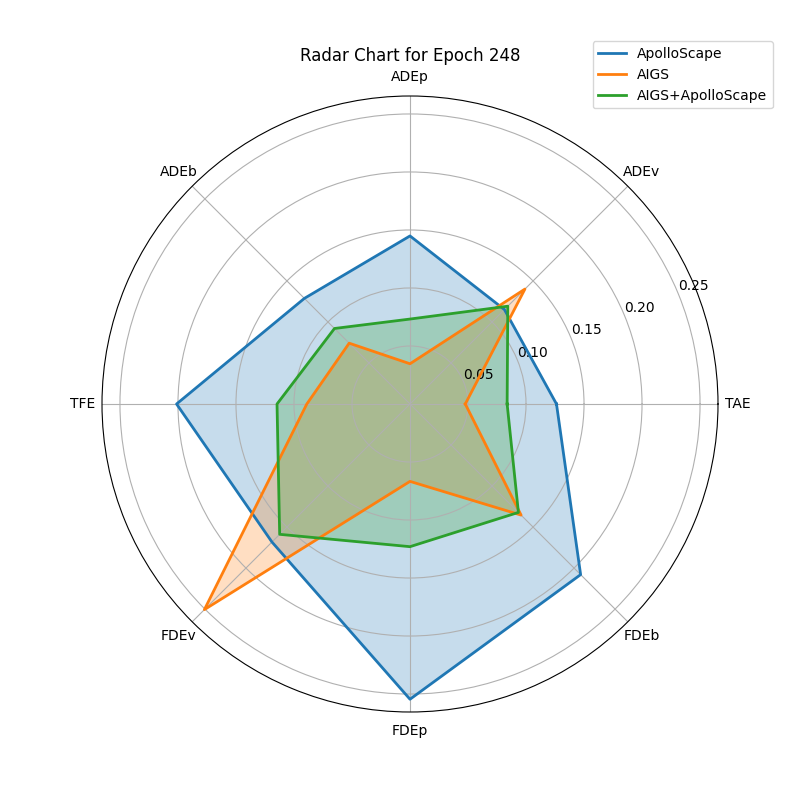 Radar Chart for Epoch 248
ApolloScape
AIGS
AIGS+ApolloScape
ADEp
ADEb
ADEv
0.25
0.20
0.15
0.10
0.05
TFE
TAE
FDEv
FDEb
FDEp